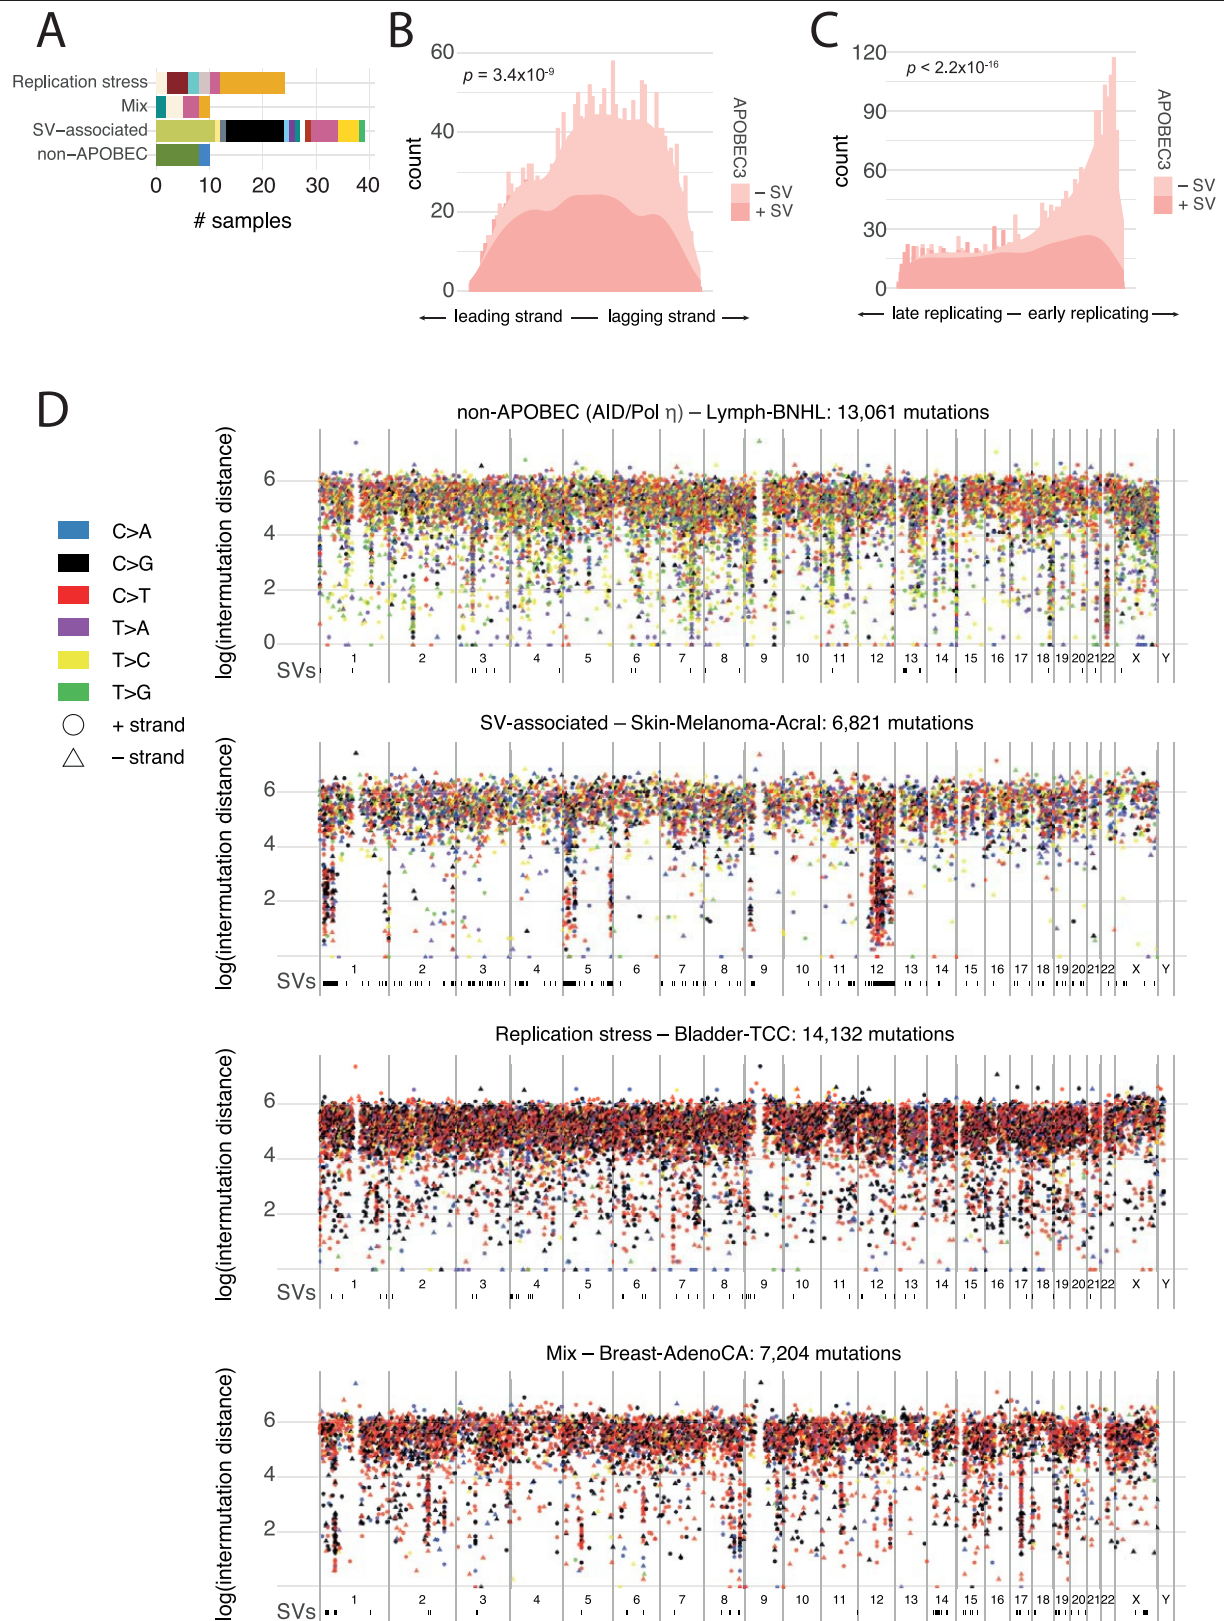 A
Replication stress
Mix
SV−associated
non−APOBEC
0 10 20 30 40
# samples
B
60
40
20
0
count
p = 3.4x10-9
APOBEC3
− SV
+ SV
leading strand — lagging strand
C
120
90
60
30
0
count
p < 2.2x10-16
APOBEC3
− SV
+ SV
late replicating — early replicating
D
C>A
C>G
C>T
T>A
T>C
T>G
+ strand
− strand
non-APOBEC (AID/Pol η) – Lymph-BNHL: 13,061 mutations
log(intermutation distance)
6
4
2
0
1 2 3 4 5 6 7 8 9 10 11 12 13 14 15 16 17 18 19 20 21 22 X Y
SVs
SV-associated – Skin-Melanoma-Acral: 6,821 mutations
log(intermutation distance)
6
4
2
1 2 3 4 5 6 7 8 9 10 11 12 13 14 15 16 17 18 19 20 21 22 X Y
SVs
Replication stress – Bladder-TCC: 14,132 mutations
log(intermutation distance)
6
4
2
1 2 3 4 5 6 7 8 9 10 11 12 13 14 15 16 17 18 19 20 21 22 X Y
SVs
Mix – Breast-AdenoCA: 7,204 mutations
log(intermutation distance)
6
4
2
1 2 3 4 5 6 7 8 9 10 11 12 13 14 15 16 17 18 19 20 21 22 X Y
SVs